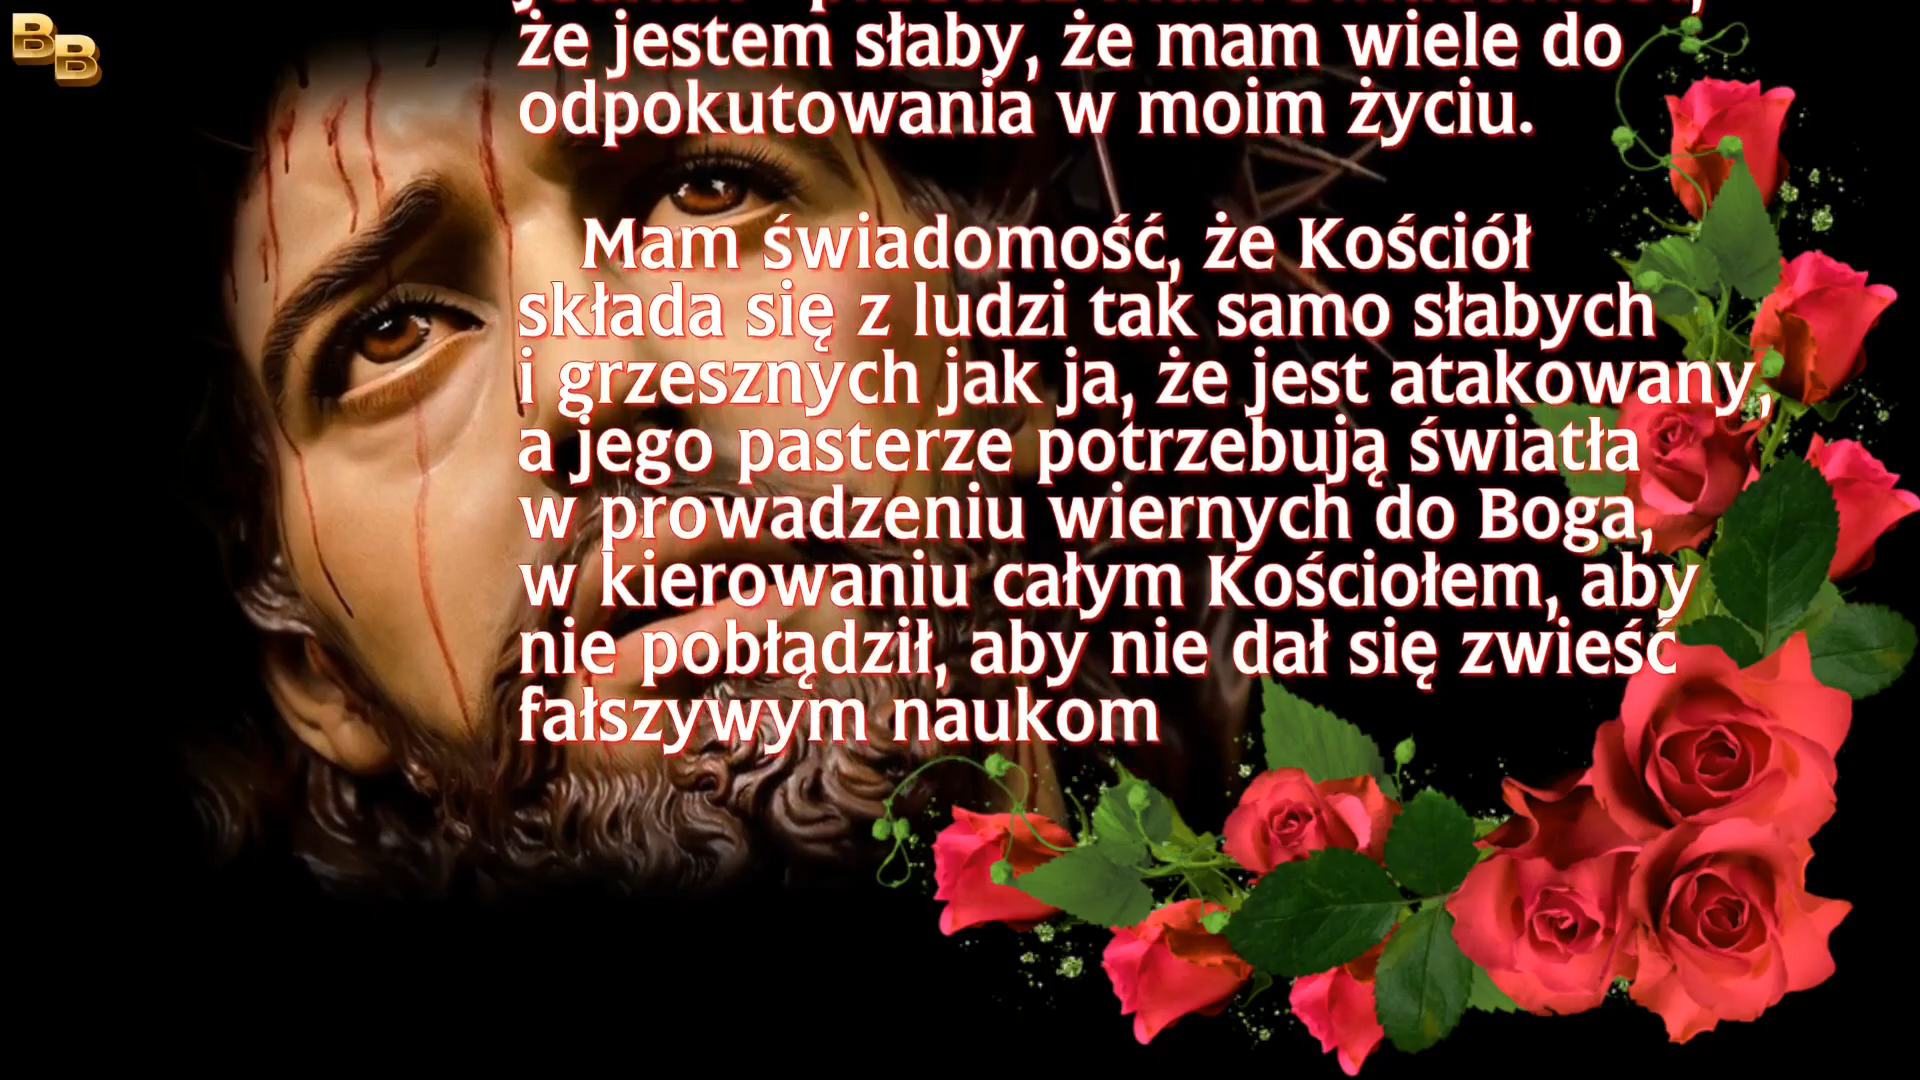 BB
że jestem słaby, że mam wiele do
odpokutowania w moim życiu.
Mam świadomość, że Kościół
składa się z ludzi tak samo słabych
i grzesznych jak ja, że jest atakowany,
a jego pasterze potrzebują światła
w prowadzeniu wiernych do Boga,
w kierowaniu całym Kościołem, aby
nie pobłądził, aby nie dał się zwieść
fałszywym naukom